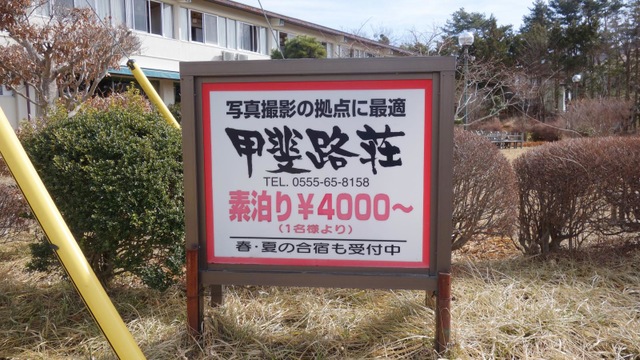 写真撮影の拠点に最適
甲斐路荘
TEL. 0555-65-8158
素泊り￥4000〜
(1名様より)
春・夏の合宿も受付中